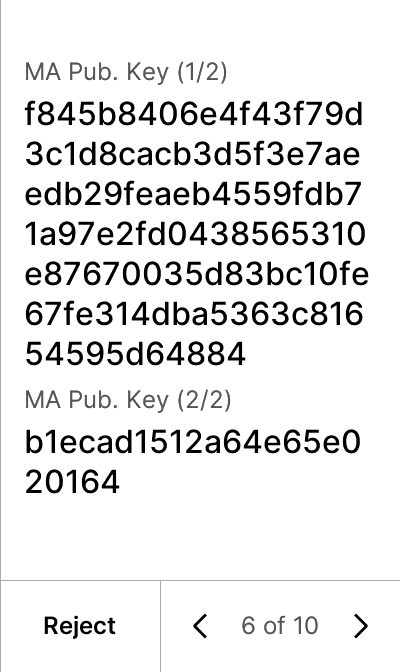 MA Pub. Key (1/2)
f845b8406e4f43f79d
3c1d8cacb3d5f3e7ae
edb29feaeb4559fdb7
1a97e2fd0438565310
e87670035d83bc10fe
67fe314dba5363c816
54595d64884
MA Pub. Key (2/2)
b1ecad1512a64e65e0
20164
Reject
6 of 10